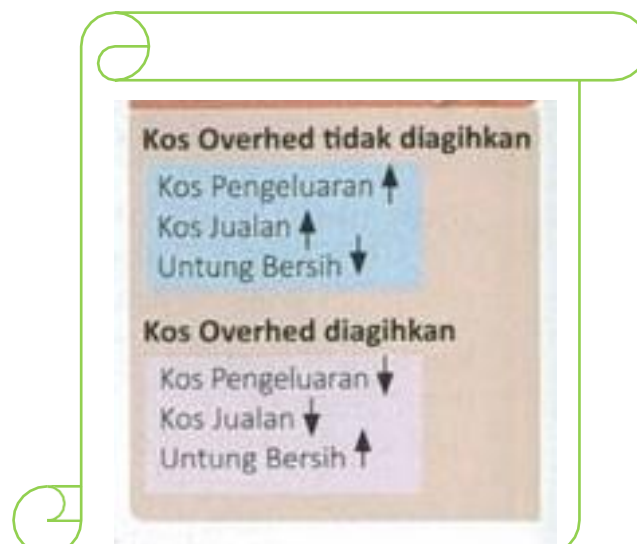 Kos Overhed tidak diagihkan
Kos Pengeluaran ↑
Kos Jualan ↑
Untung Bersih ↓
Kos Overhed diagihkan
Kos Pengeluaran ↓
Kos Jualan ↓
Untung Bersih ↑